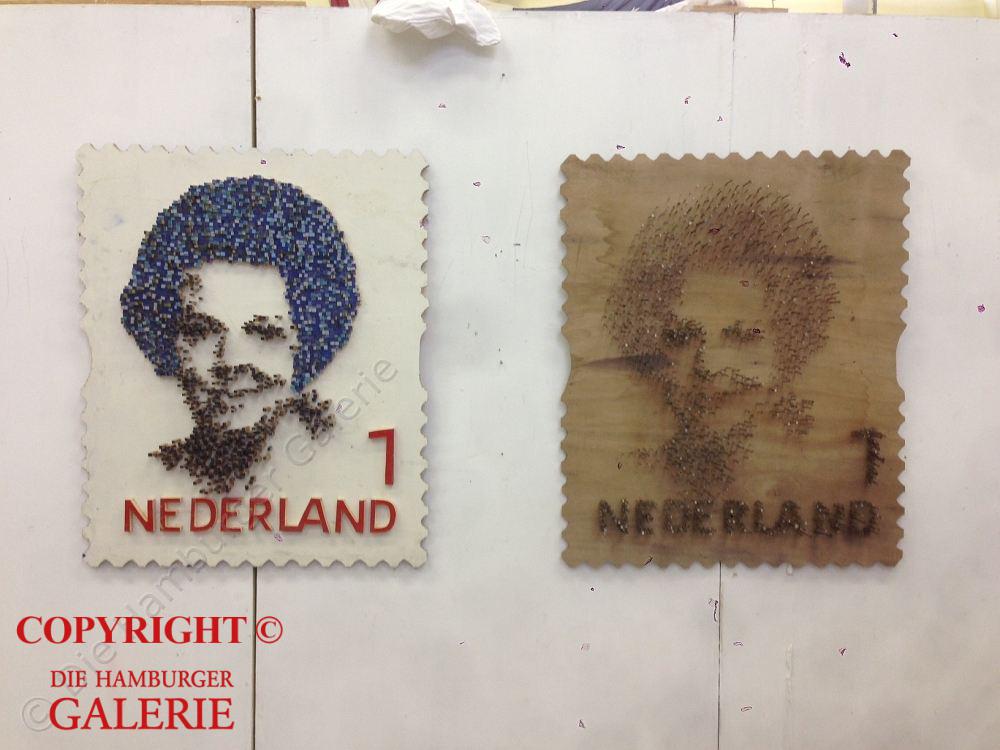 1
NEDERLAND
1
NEDERLAND
COPYRIGHT ©
DIE HAMBURGER
GALERIE
© Die Hamburger Galerie